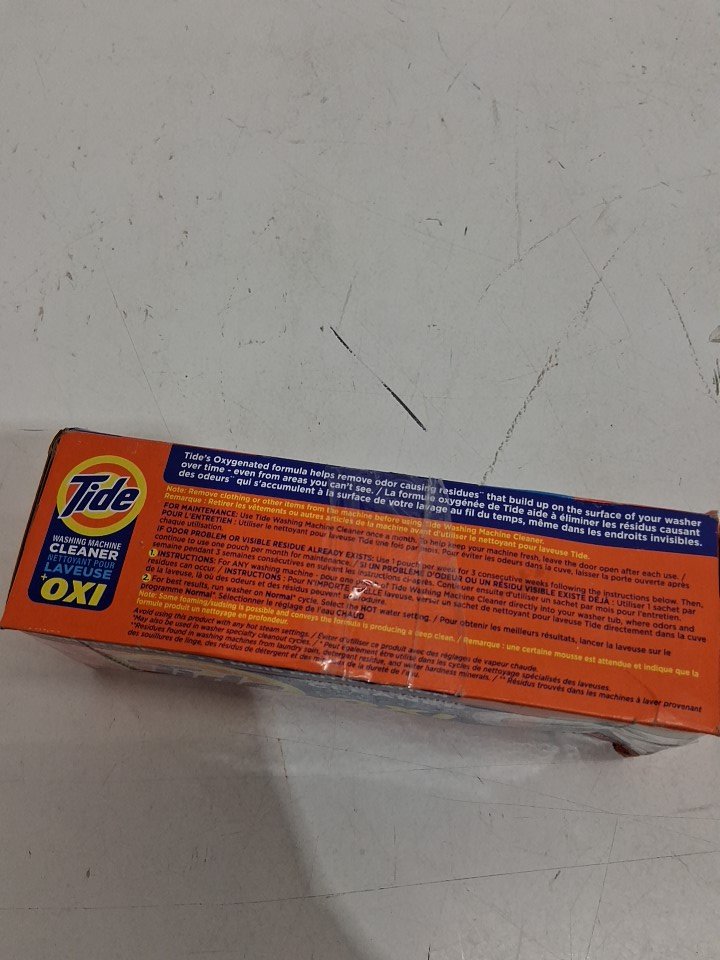 Tide
WASHING MACHINE
CLEANER
NETTOYANT POUR
LAVEUSE
+ OXI
Tide's Oxygenated formula helps remove odor causing residues** that build up on the surface of your washer
over time - even from areas you can't see. / La formule oxygénée de Tide aide à éliminer les résidus causant
des odeurs** qui s'accumulent à la surface de votre laveuse au fil du temps, même dans les endroits invisibles.
Note: Remove clothing or other items from the machine before using Tide Washing Machine Cleaner.
Remarque : Retirer les vêtements ou autres articles de la machine avant d'utiliser le nettoyant pour laveuse Tide.
FOR MAINTENANCE: Use Tide Washing Machine Cleaner once a month. To help keep your machine fresh, leave the door open after each use. /
POUR L'ENTRETIEN : Utiliser le nettoyant pour laveuse Tide une fois par mois. Pour éviter les odeurs dans la cuve, laisser la porte ouverte après
chaque utilisation.
IF ODOR PROBLEM OR VISIBLE RESIDUE ALREADY EXISTS: Use 1 pouch a week for 3 consecutive weeks following the instructions below. Then,
continue to use one pouch per month for maintenance. / SI UN PROBLÈME D'ODEUR OU UN RÉSIDU VISIBLE EXISTE DÉJÀ : Utiliser 1 sachet par
semaine pendant 3 semaines consécutives en suivant les instructions ci-après. Continuer ensuite d'utiliser un sachet par mois pour l'entretien.
1. INSTRUCTIONS: For ANY washing machine - pour one pouch of Tide Washing Machine Cleaner directly into your washer tub, where odors and
residues can occur. / INSTRUCTIONS : Pour N'IMPORTE QUELLE laveuse, verser un sachet de nettoyant pour laveuse Tide directement dans la cuve
de la laveuse, là où des odeurs et des résidus peuvent se produire.
2. For best results, run washer on Normal* cycle. Select the HOT water setting. / Pour obtenir les meilleurs résultats, lancer la laveuse sur le
programme Normal*. Sélectionner le réglage de l'eau CHAUD.
Note: Some foaming/sudsing is possible and conveys the formula is producing a deep clean. / Remarque : une certaine mousse est attendue et indique que la
formule produit un nettoyage en profondeur.
Avoid using this product with any hot steam settings. / Éviter d'utiliser ce produit avec des réglages de vapeur chaude.
*May also be used in washer specialty cleanout cycles. / * Peut également être utilisé dans les cycles de nettoyage spécialisés des laveuses.
**Residues found in washing machines from laundry soin, detergent residue, and water hardness minerals. / ** Résidus trouvés dans les machines à laver provenant
des souillures de linge, des résidus de détergent et des minéraux de la dureté de l'eau.